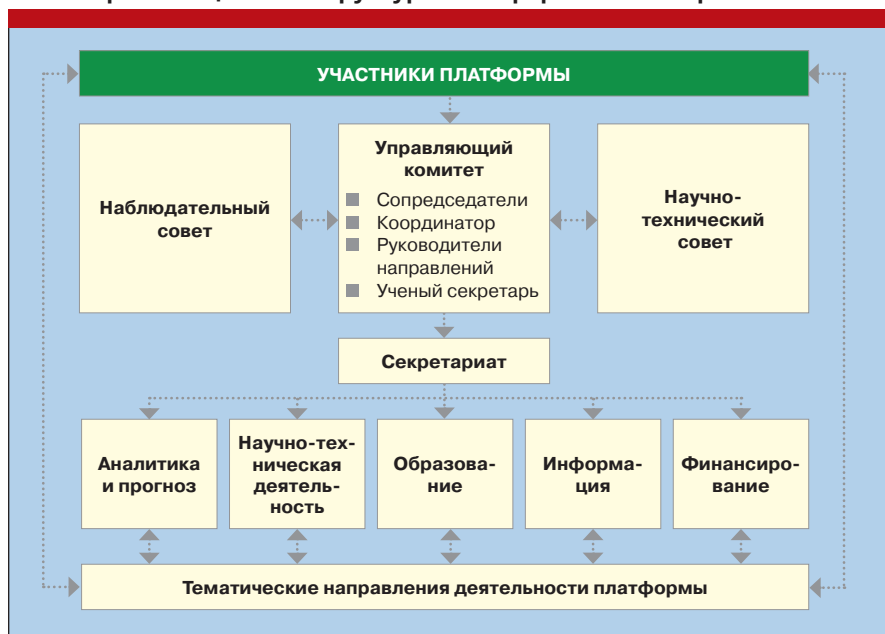 УЧАСТНИКИ ПЛАТФОРМЫ
Наблюдательный
совет
Управляющий
комитет
Сопредседатели
Координатор
Руководители
направлений
Ученый секретарь
Научно-
технический
совет
Секретариат
Аналитика
и прогноз
Научно-тех-
ническая
деятель-
ность
Образова-
ние
Информа-
ция
Финансиро-
вание
Тематические направления деятельности платформы